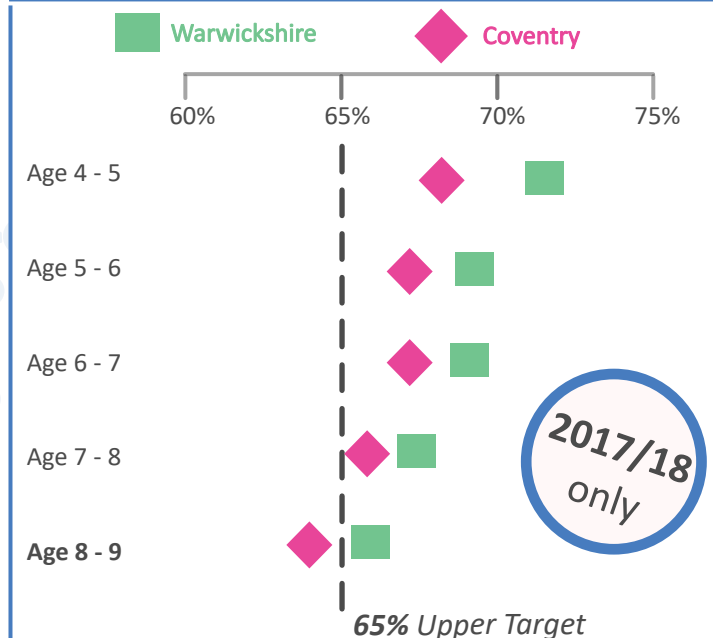 Warwickshire
Coventry
60%
65%
70%
75%
Age 4 - 5
Age 5 - 6
Age 6 - 7
Age 7 - 8
Age 8 - 9
2017/18
only
65% Upper Target